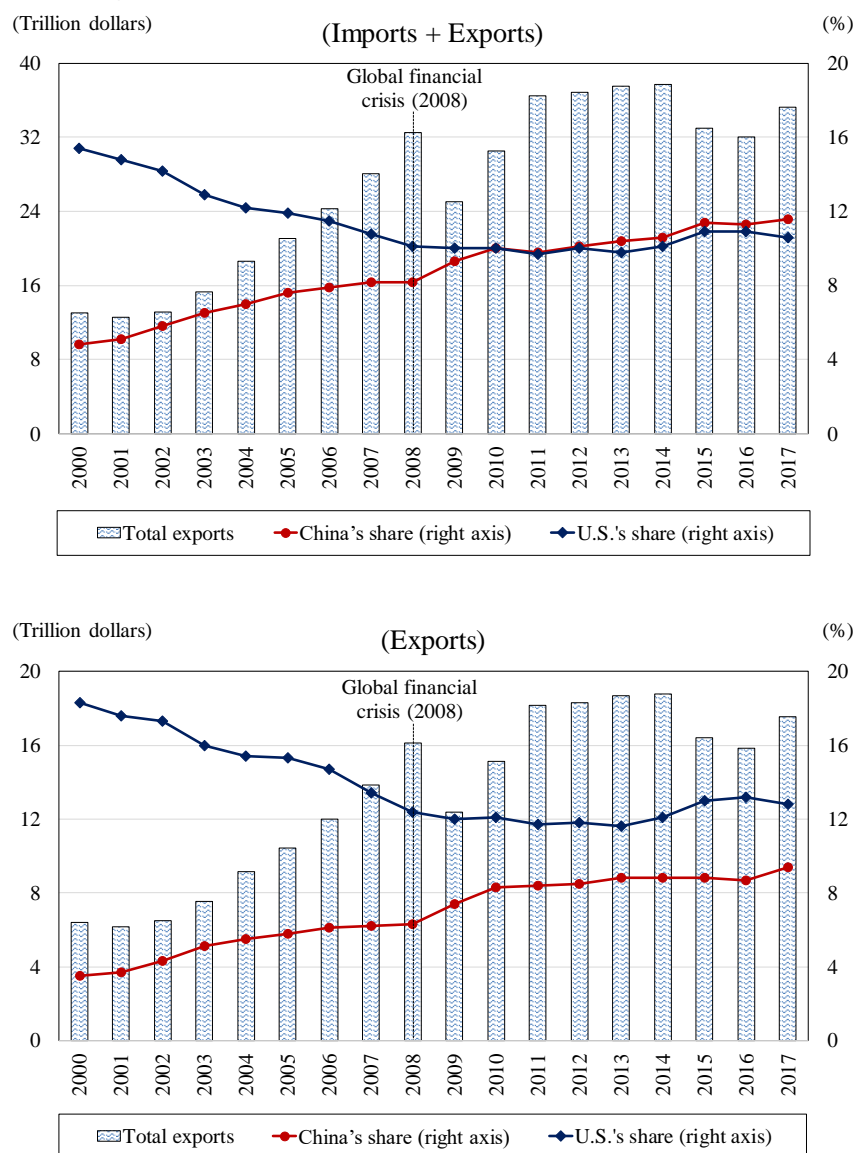 (Trillion dollars) (Imports + Exports) (%)
40 20
Global financial
crisis (2008)
32 16
24 12
16 8
8 4
0 0
2000 2001 2002 2003 2004 2005 2006 2007 2008 2009 2010 2011 2012 2013 2014 2015 2016 2017
Total exports China’s share (right axis) U.S.'s share (right axis)
(Trillion dollars) (Exports) (%)
20 20
Global financial
crisis (2008)
16 16
12 12
8 8
4 4
0 0
2000 2001 2002 2003 2004 2005 2006 2007 2008 2009 2010 2011 2012 2013 2014 2015 2016 2017
Total exports China’s share (right axis) U.S.'s share (right axis)